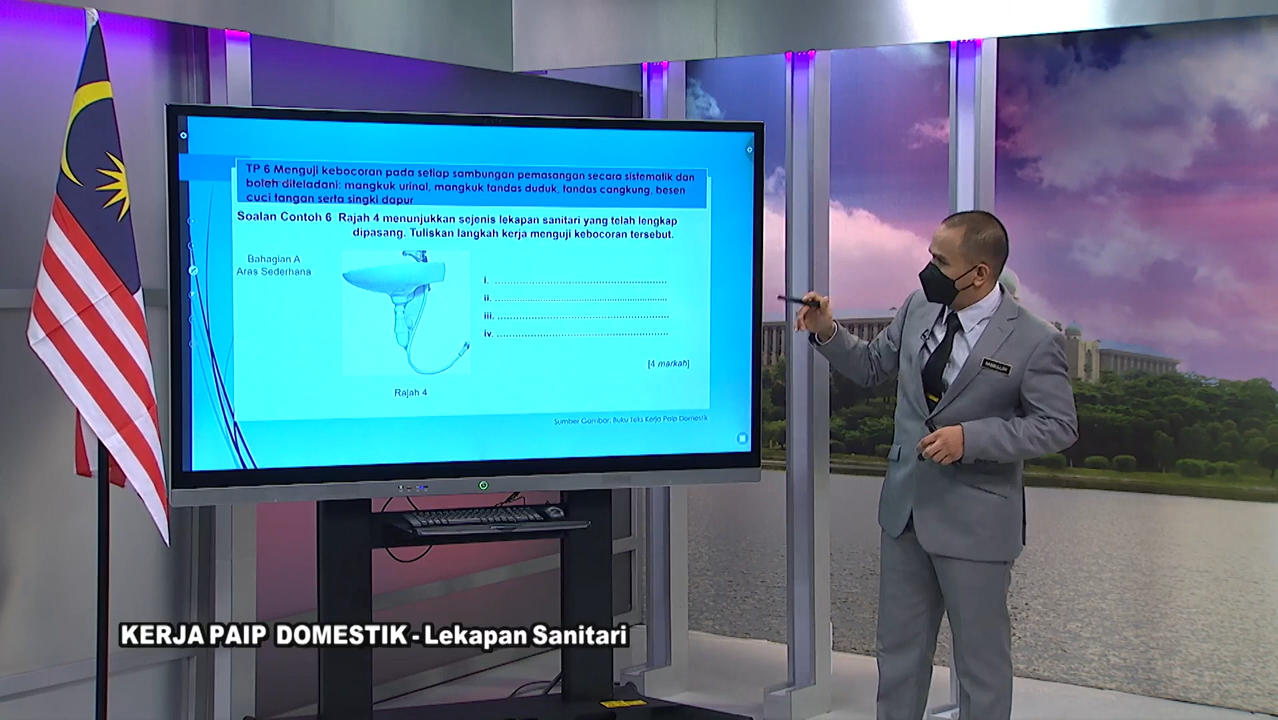 TP 6 Menguji kebocoran pada setiap sambungan pemasangan secara sistematik dan
boleh diteladani: mangkuk urinal, mangkuk tandas duduk, tandas cangkung, besen
cuci tangan serta singki dapur
Soalan Contoh 6 Rajah 4 menunjukkan sejenis lekapan sanitari yang telah lengkap
dipasang. Tuliskan langkah kerja menguji kebocoran tersebut.
Bahagian A
Aras Sederhana
i. ..........................................................
ii. ..........................................................
iii. ..........................................................
iv. ..........................................................
[4 markah]
Rajah 4
Sumber Gambar: Buku Teks Kerja Paip Domestik
KERJA PAIP DOMESTIK - Lekapan Sanitari